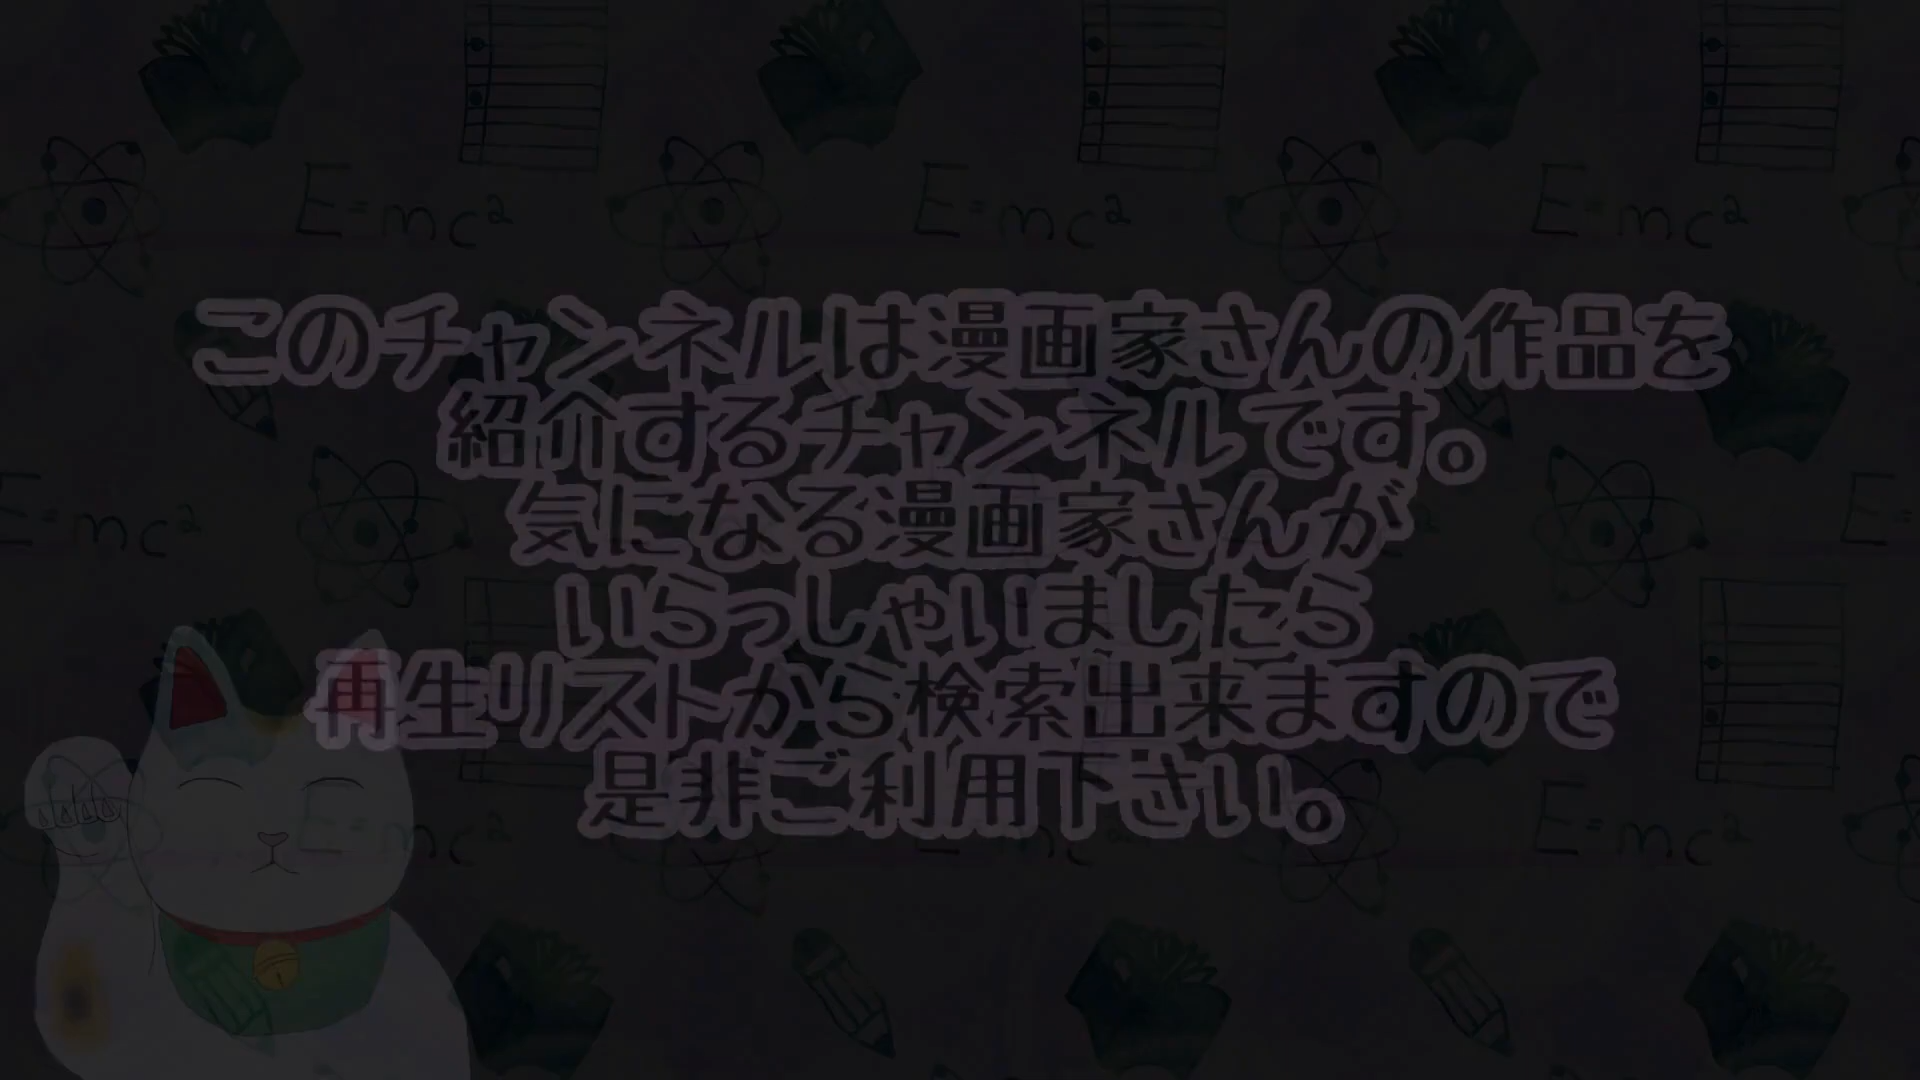 E=mc² E=mc² E=mc²
このチャンネルは漫画家さんの作品を
紹介するチャンネルです。
気になる漫画家さんが
E=mc² E=
いらっしゃいましたら
再生リストから検索出来ますので
是非ご利用下さい。
E=mc² E=mc² E=mc²